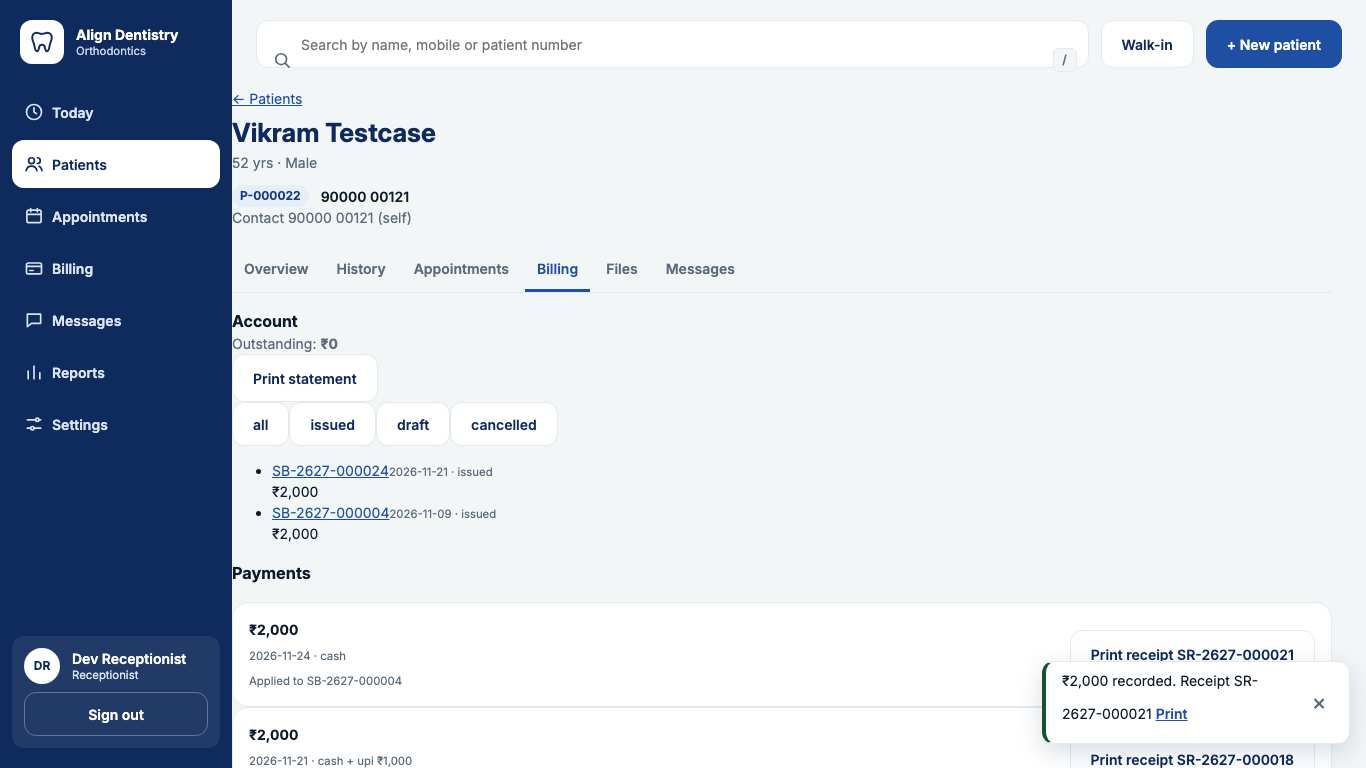 Align Dentistry
Orthodontics
Today
Patients
Appointments
Billing
Messages
Reports
Settings
DR
Dev Receptionist
Receptionist
Sign out
Search by name, mobile or patient number
/
Walk-in
+ New patient
← Patients
Vikram Testcase
52 yrs · Male
P-000022 90000 00121
Contact 90000 00121 (self)
Overview History Appointments Billing Files Messages
Account
Outstanding: ₹0
Print statement
all issued draft cancelled
SB-2627-0000242026-11-21 · issued
₹2,000
SB-2627-0000042026-11-09 · issued
₹2,000
Payments
₹2,000
2026-11-24 · cash
Applied to SB-2627-000004
Print receipt SR-2627-000021
₹2,000
2026-11-21 · cash + upi ₹1,000
Print receipt SR-2627-000018
₹2,000 recorded. Receipt SR-
2627-000021 Print